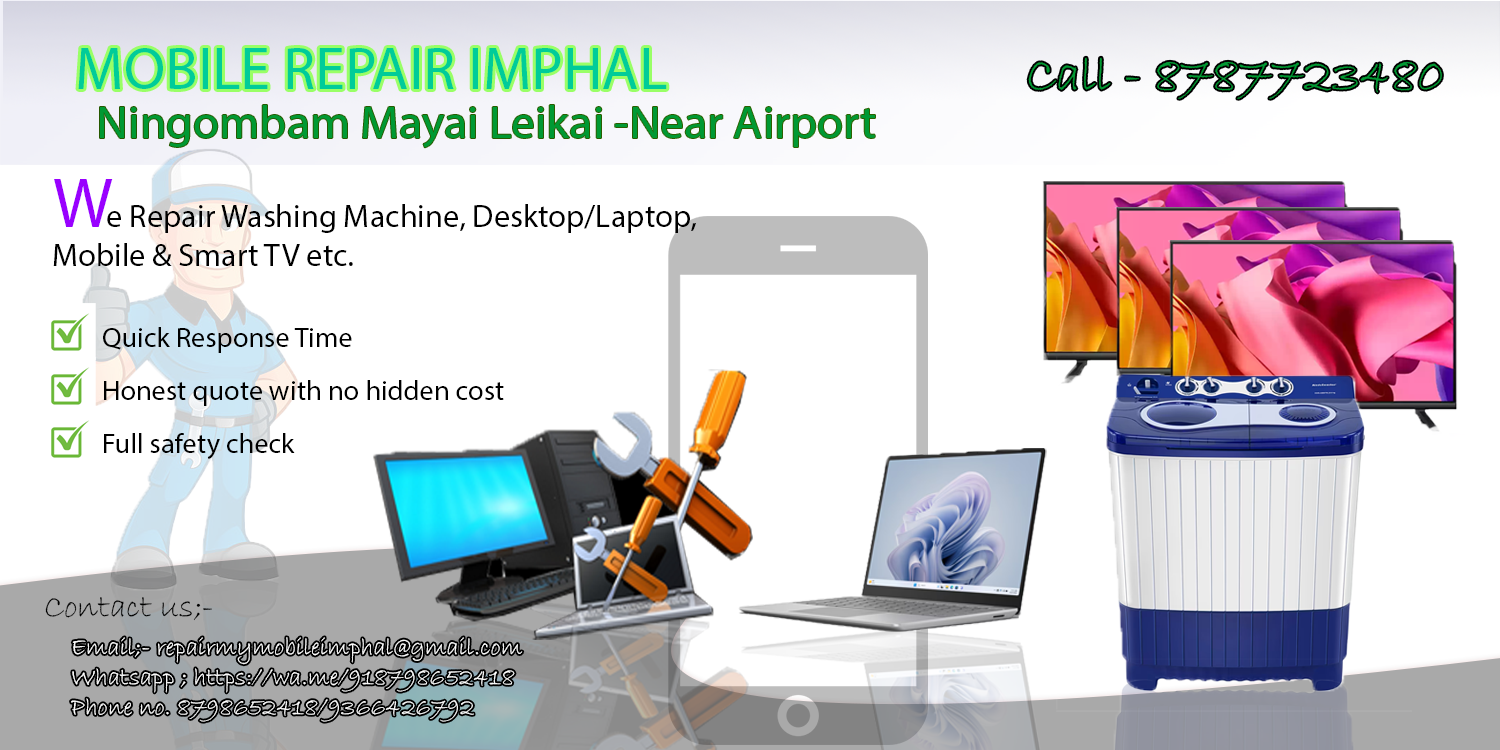 MOBILE REPAIR IMPHAL
Call - 8787723480
Ningombam Mayai Leikai -Near Airport
We Repair Washing Machine, Desktop/Laptop,
Mobile & Smart TV etc.
Quick Response Time
Honest quote with no hidden cost
Full safety check
Contact us;-
Email;- repairmymobileimphal@gmail.com
Whatsapp ; https://wa.me/918798652418
Phone no. 8798652418/9366426792